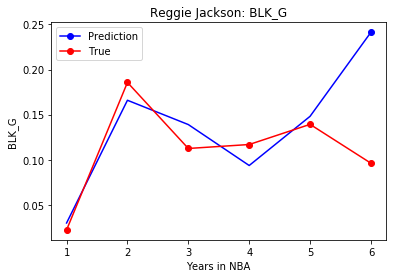 Reggie Jackson: BLK_G
0.25
0.20
0.15
0.10
0.05
BLK_G
Prediction
True
1 2 3 4 5 6
Years in NBA